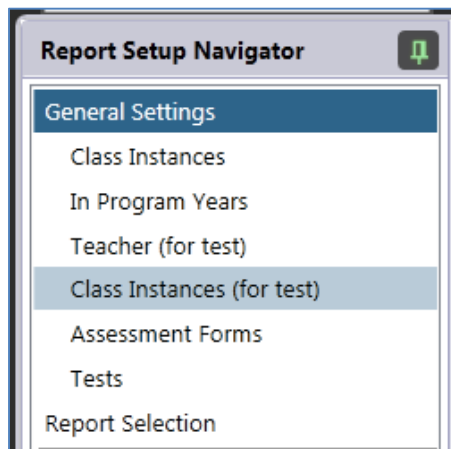 Report Setup Navigator
General Settings
Class Instances
In Program Years
Teacher (for test)
Class Instances (for test)
Assessment Forms
Tests
Report Selection